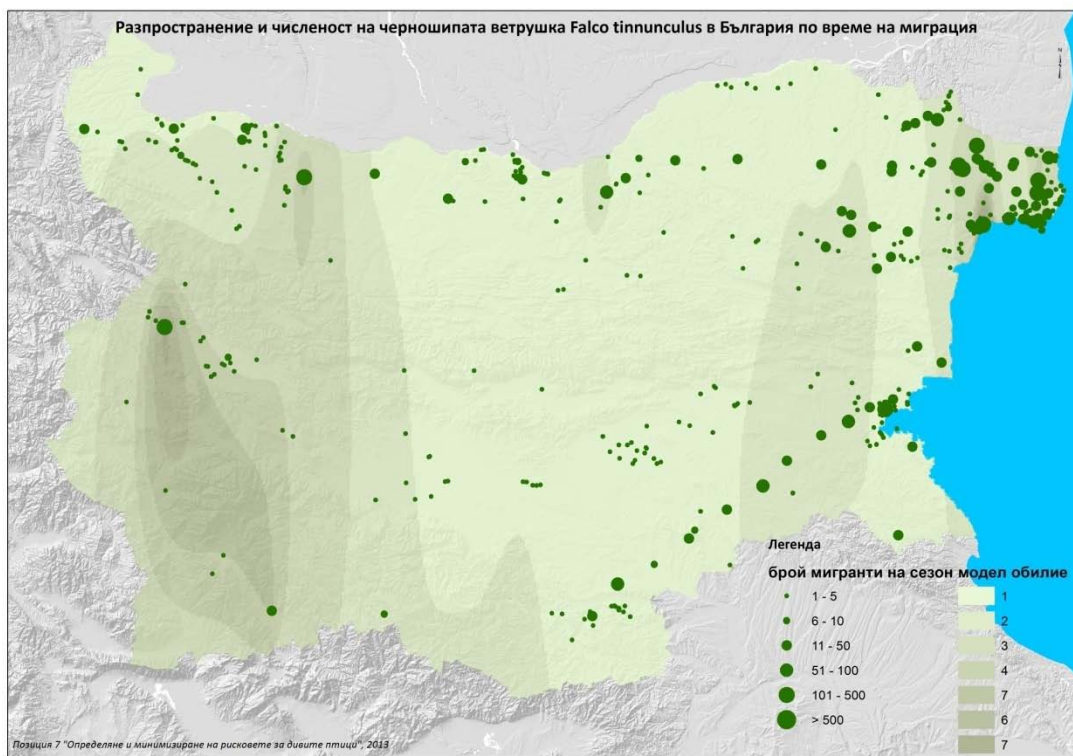 Разпространение и численост на черношипата ветрушка Falco tinnunculus в България по време на миграция
Легенда
брой мигранти на сезон модел обилие
1 - 5 1
6 - 10 2
11 - 50 3
51 - 100 4
101 - 500 7
> 500 6
7
Позиция 7 "Определяне и минимизиране на рисковете за дивите птици", 2013